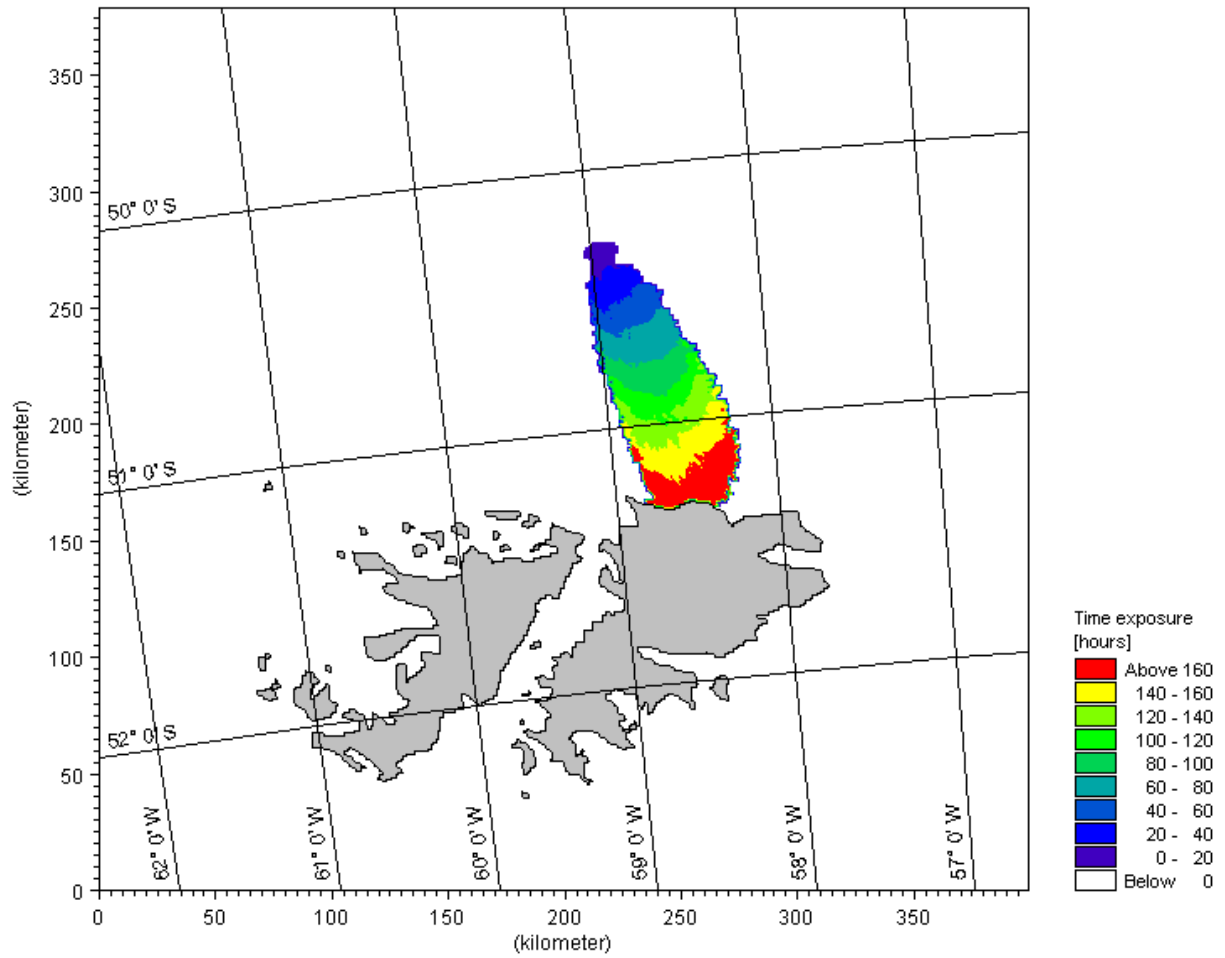 350
300
250
200
150
100
50
0
(kilometer)
50° 0' S
51° 0' S
52° 0' S
62° 0' W
61° 0' W
60° 0' W
59° 0' W
58° 0' W
57° 0' W
0 50 100 150 200 250 300 350
(kilometer)
Time exposure
[hours]
Above 160
140 - 160
120 - 140
100 - 120
80 - 100
60 - 80
40 - 60
20 - 40
0 - 20
Below 0